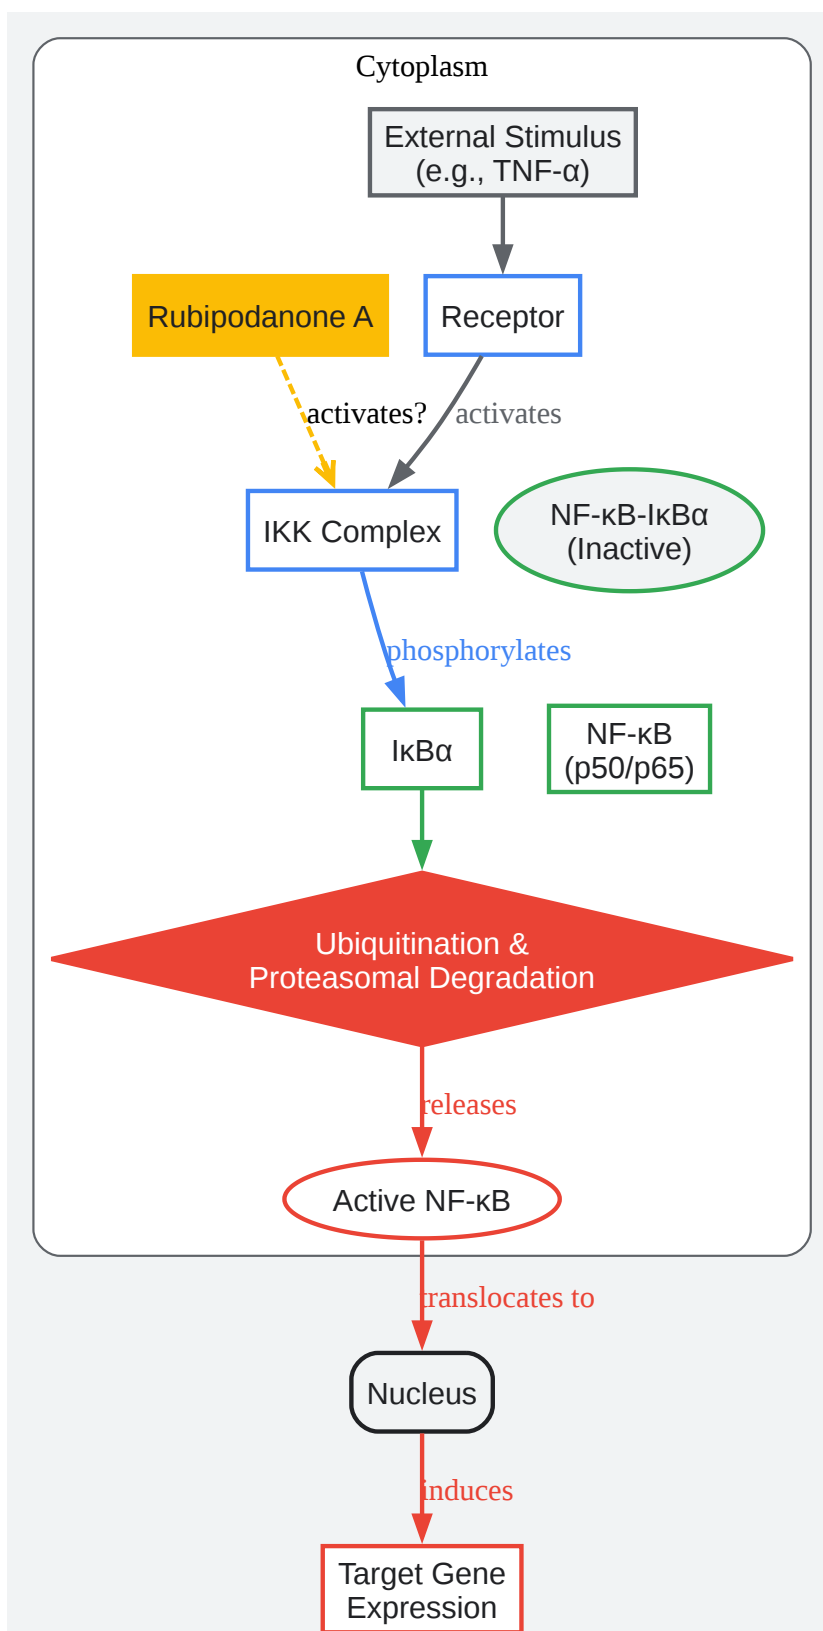 Cytoplasm
External Stimulus
(e.g., TNF-α)
Rubipodanone A
Receptor
activates?
activates
IKK Complex
NF-κB-IκBα
(Inactive)
phosphorylates
IκBα
NF-κB
(p50/p65)
Ubiquitination &
Proteasomal Degradation
releases
Active NF-κB
translocates to
Nucleus
induces
Target Gene
Expression